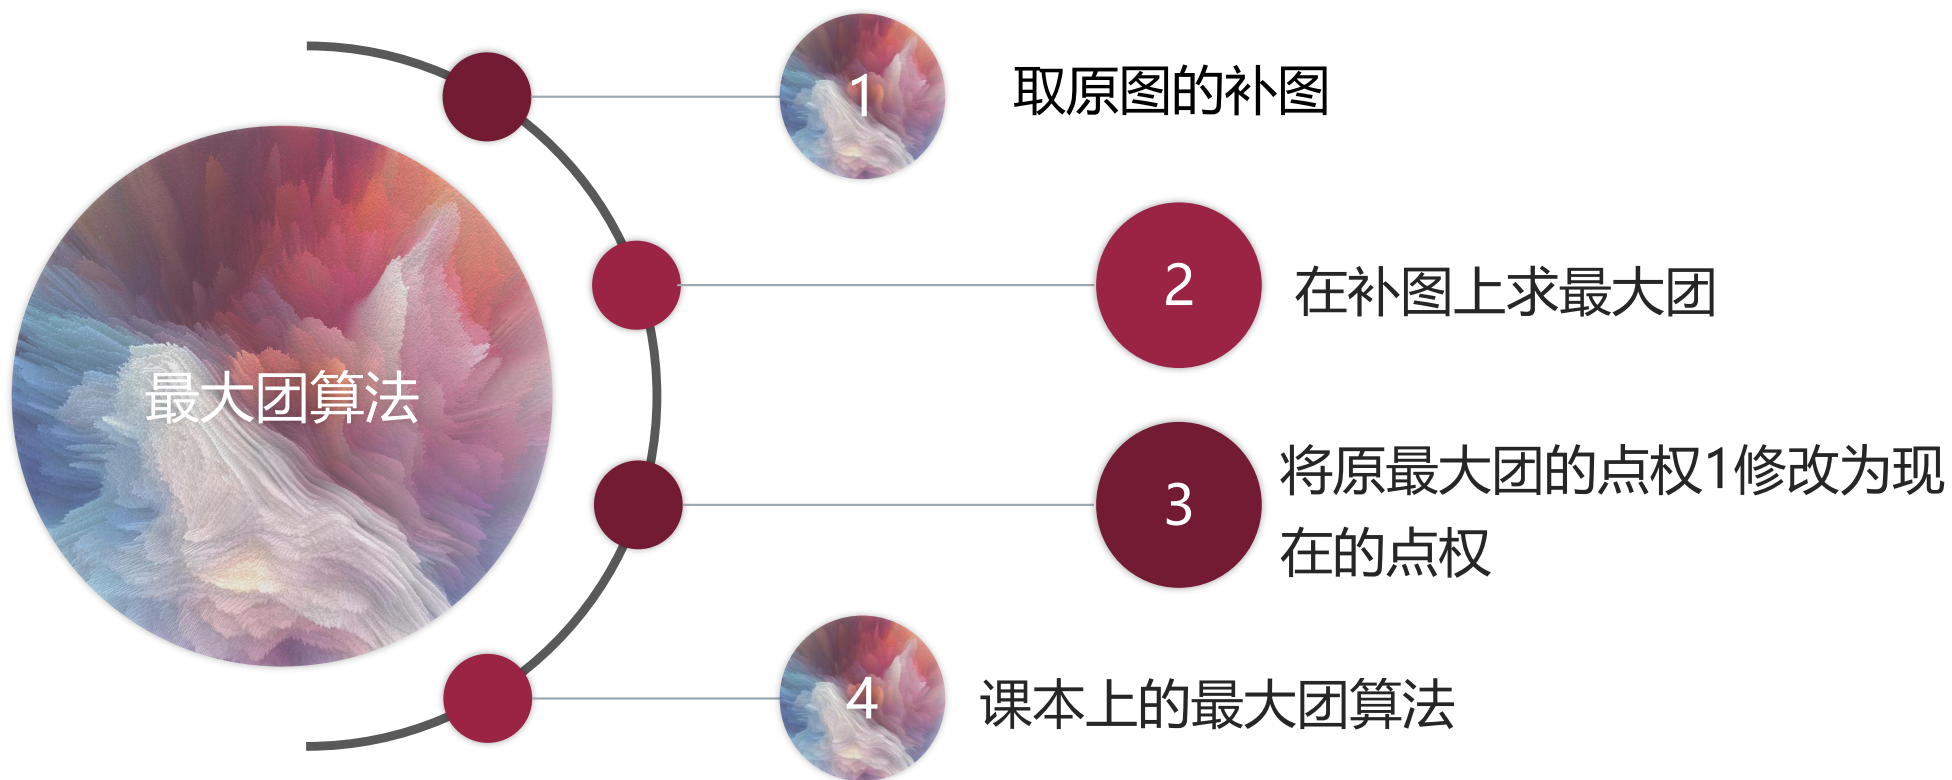 1
取原图的补图
2
在补图上求最大团
最大团算法
3
将原最大团的点权1修改为现
在的点权
4
课本上的最大团算法